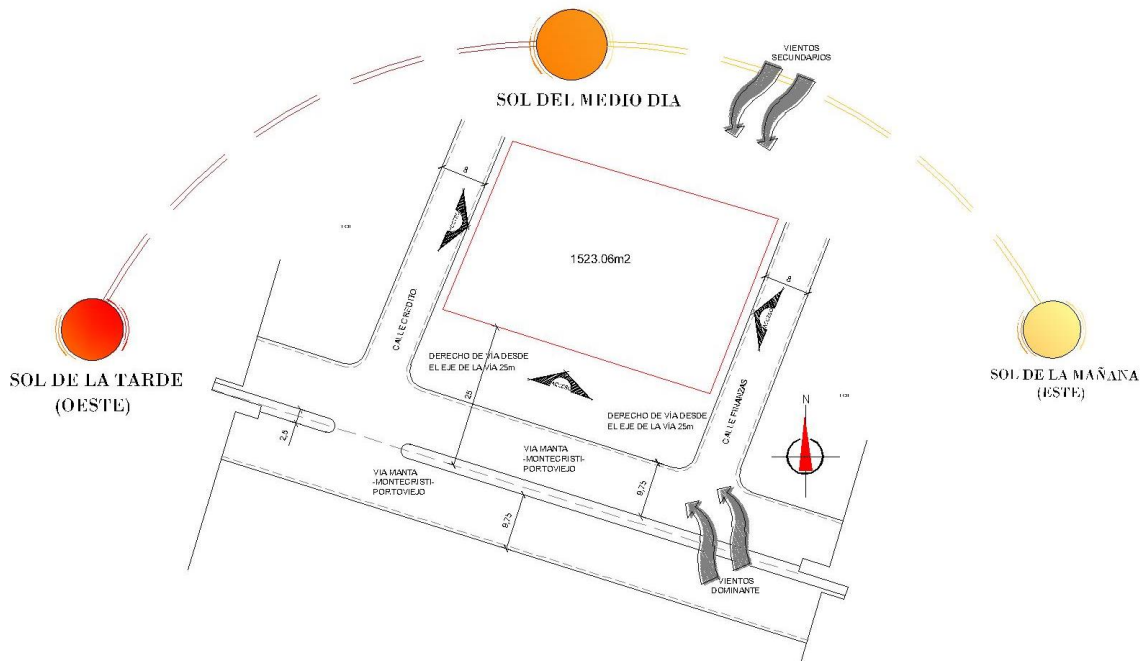 VIENTOS
SECUNDARIOS
SOL DEL MEDIO DIA
8
1523.06m2
8
CALLE CREDITO
DERECHO DE VÍA DESDE
EL EJE DE LA VÍA 25m
25
SOL DE LA TARDE
(OESTE)
SOL DE LA MAÑANA
(ESTE)
CALLE FINANZAS
DERECHO DE VÍA DESDE
EL EJE DE LA VÍA 25m
N
2,5
VIA MANTA
-MONTECRISTI-
PORTOVIEJO
VIA MANTA
-MONTECRISTI-
PORTOVIEJO
9,75
9,75
VIENTOS
DOMINANTE